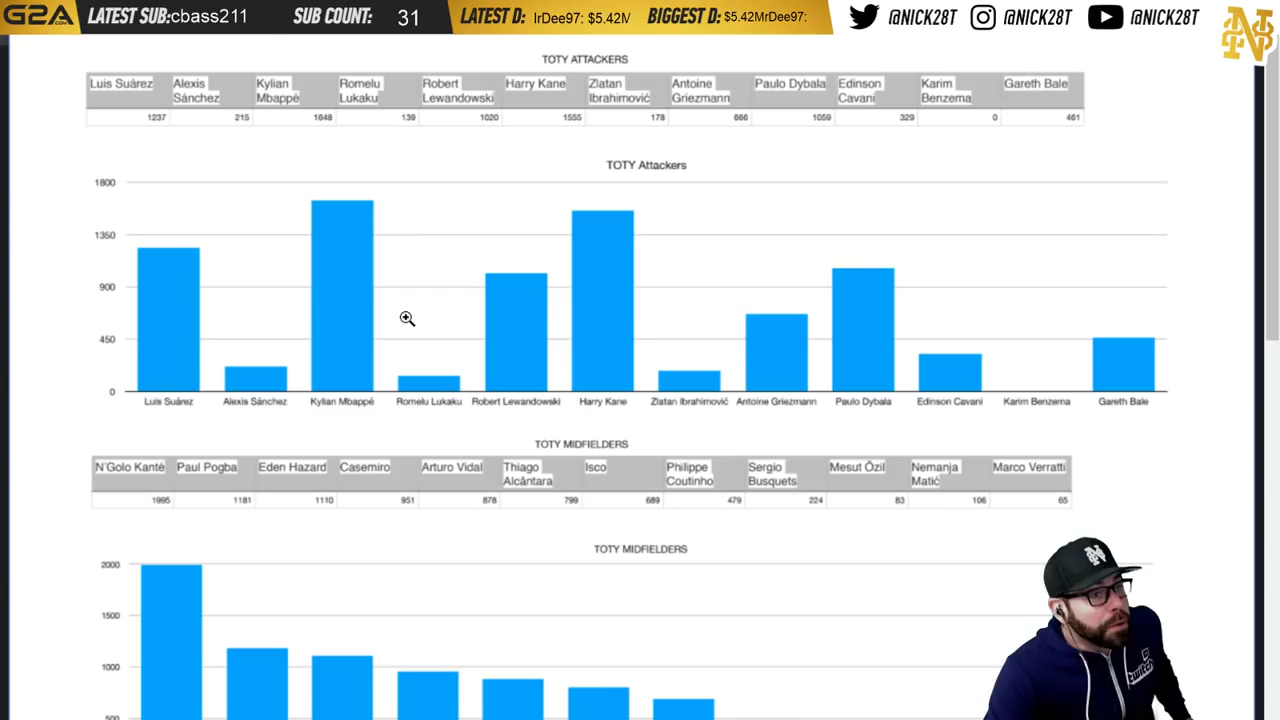 G2A .COM LATEST SUB: cbass211 SUB COUNT: 31 LATEST D: IrDee97: $5.42M BIGGEST D: $5.42MrDee97: @NICK28T @NICK28T @NICK28T
TOTY ATTACKERS
Luis Suárez Alexis Sánchez Kylian Mbappé Romelu Lukaku Robert Lewandowski Harry Kane Zlatan Ibrahimović Antoine Griezmann Paulo Dybala Edinson Cavani Karim Benzema Gareth Bale
1237 215 1648 139 1020 1555 178 666 1059 329 0 461
TOTY Attackers
1800
1350
900
450
0
Luis Suárez Alexis Sánchez Kylian Mbappé Romelu Lukaku Robert Lewandowski Harry Kane Zlatan Ibrahimović Antoine Griezmann Paulo Dybala Edinson Cavani Karim Benzema Gareth Bale
TOTY MIDFIELDERS
N'Golo Kanté Paul Pogba Eden Hazard Casemiro Arturo Vidal Thiago Alcântara Isco Philippe Coutinho Sergio Busquets Mesut Özil Nemanja Matić Marco Verratti
1995 1181 1110 951 878 799 689 479 224 83 106 65
TOTY MIDFIELDERS
2000
1500
1000
500
twitch